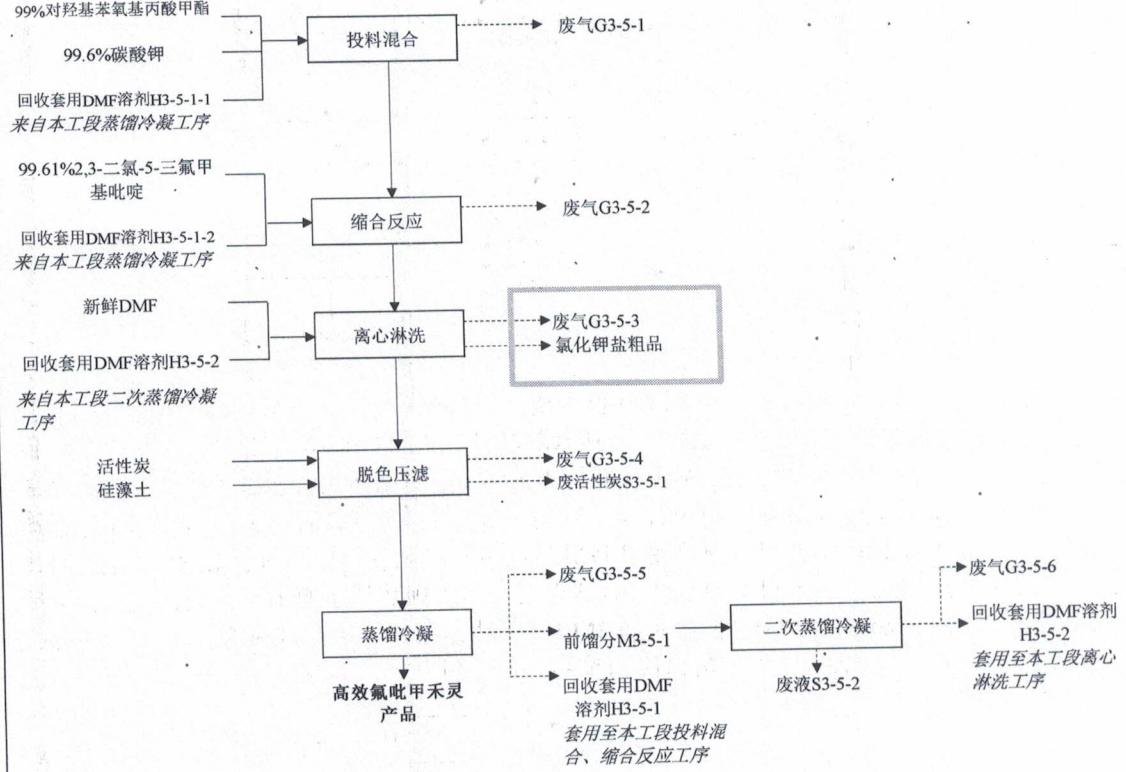 99%对羟基苯氧基丙酸甲酯
99.6%碳酸钾
回收套用DMF溶剂H3-5-1-1
来自本工段蒸馏冷凝工序
投料混合
废气G3-5-1
99.61%2,3-二氯-5-三氟甲
基吡啶
回收套用DMF溶剂H3-5-1-2
来自本工段蒸馏冷凝工序
缩合反应
废气G3-5-2
新鲜DMF
回收套用DMF溶剂H3-5-2
来自本工段二次蒸馏冷凝
工序
离心淋洗
废气G3-5-3
氯化钾盐粗品
活性炭
硅藻土
脱色压滤
废气G3-5-4
废活性炭S3-5-1
蒸馏冷凝
高效氟吡甲禾灵
产品
废气G3-5-5
前馏分M3-5-1
回收套用DMF
溶剂H3-5-1
套用至本工段投料混
合、缩合反应工序
二次蒸馏冷凝
废液S3-5-2
废气G3-5-6
回收套用DMF溶剂
H3-5-2
套用至本工段离心
淋洗工序